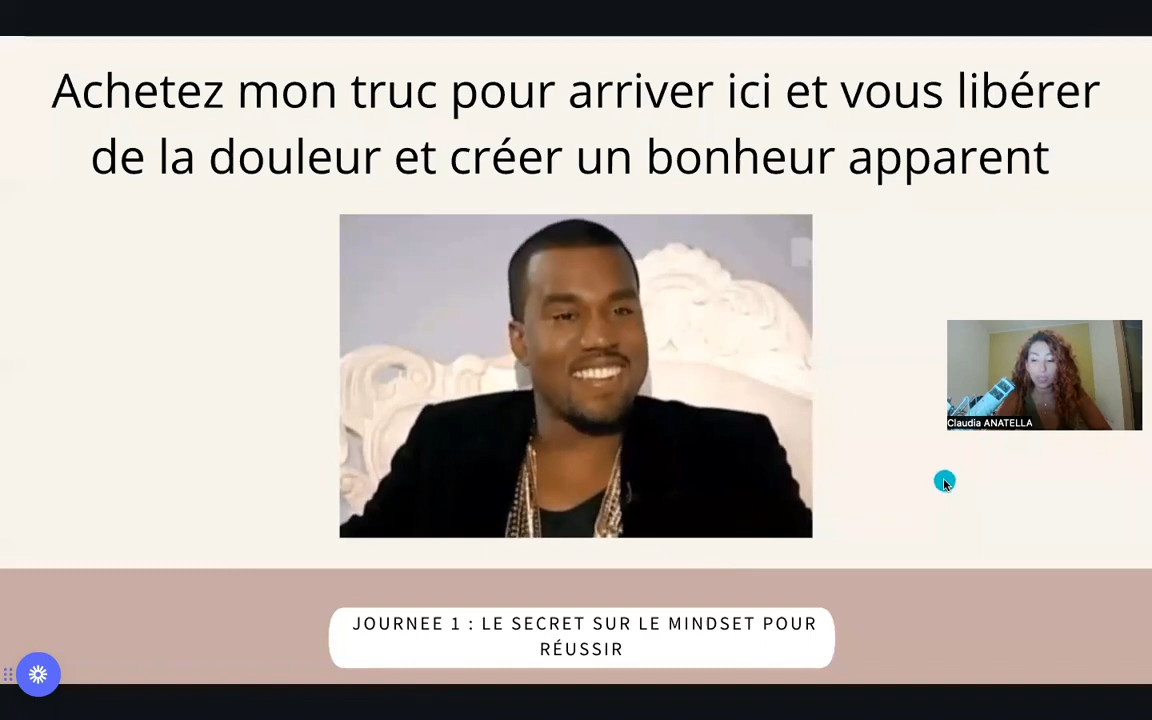 Achetez mon truc pour arriver ici et vous libérer
de la douleur et créer un bonheur apparent
Claudia ANATELLA
JOURNEE 1 : LE SECRET SUR LE MINDSET POUR
RÉUSSIR